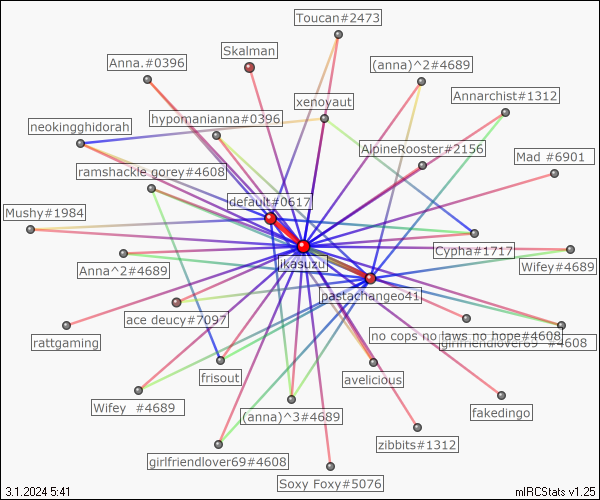 Toucan#2473
Skalman
Anna.#0396
(anna)^2#4689
Annarchist#1312
xenoyaut
hypomanianna#0396
neokingghidorah
AlpineRooster#2156
Mad  #6901
ramshackle gorey#4608
default#0617
Mushy#1984
Cypha#1717
ikasuzu
Anna^2#4689
Wifey#4689
pastachangeo41
ace deucy#7097
no cops no laws no hope#4608
girlfriendlover69  #4608
rattgaming
frisout
avelicious
Wifey  #4689
(anna)^3#4689
fakedingo
zibbits#1312
girlfriendlover69#4608
Soxy Foxy#5076
3.1.2024 5:41
mIRCStats v1.25